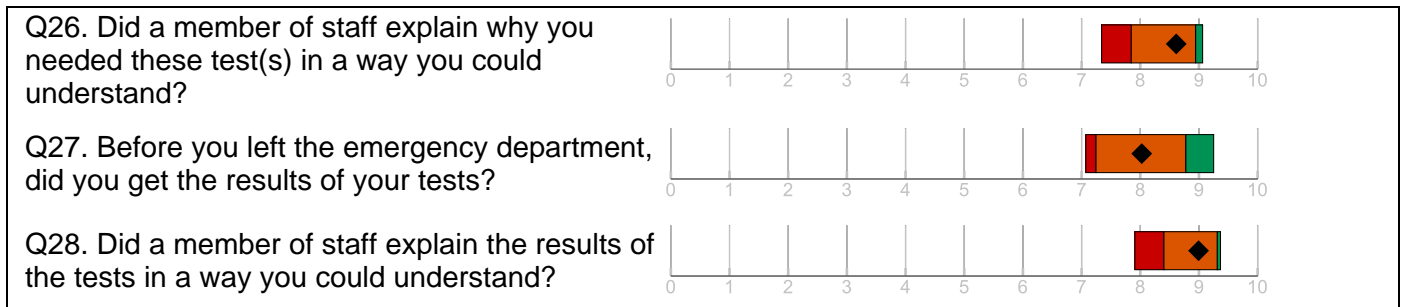 Q26. Did a member of staff explain why you
needed these test(s) in a way you could
understand?
0 1 2 3 4 5 6 7 8 9 10
Q27. Before you left the emergency department,
did you get the results of your tests?
0 1 2 3 4 5 6 7 8 9 10
Q28. Did a member of staff explain the results of
the tests in a way you could understand?
0 1 2 3 4 5 6 7 8 9 10